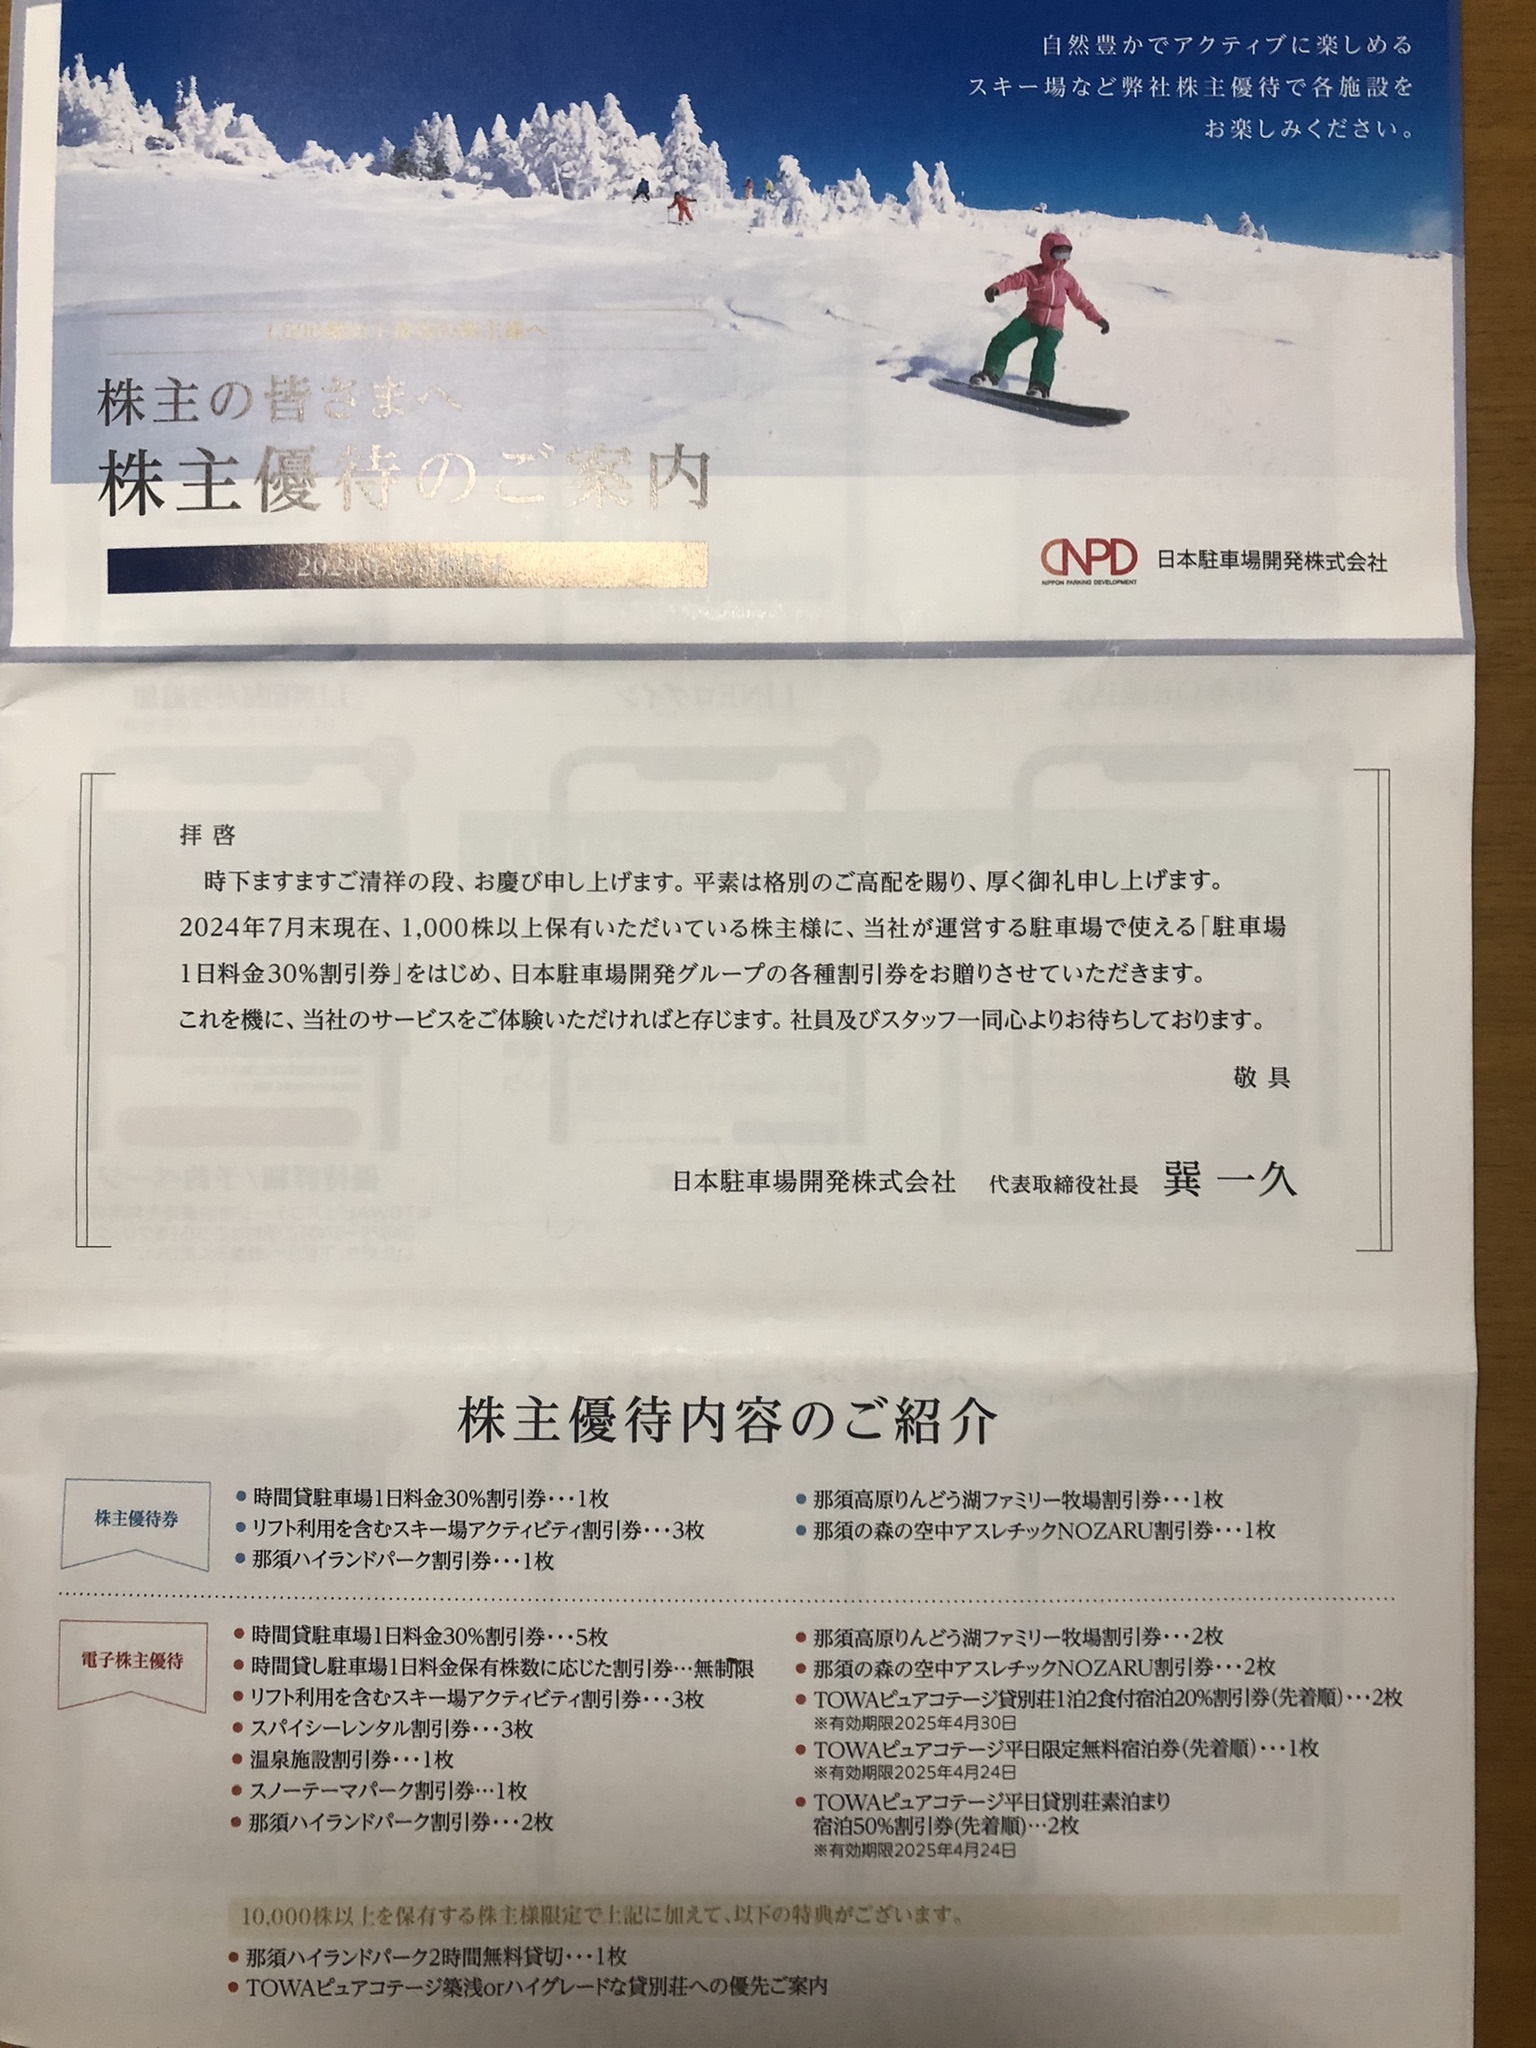 自然豊かでアクティブに楽しめる
スキー場など弊社株主優待で各施設を
お楽しみください。
株主の皆さまへ
株主優待のご案内
2024年
NPD
NIPPON PARKING DEVELOPMENT
日本駐車場開発株式会社
拝啓
時下ますますご清祥の段、お慶び申し上げます。平素は格別のご高配を賜り、厚く御礼申し上げます。
2024年7月末現在、1,000株以上保有いただいている株主様に、当社が運営する駐車場で使える「駐車場
1日料金30%割引券」をはじめ、日本駐車場開発グループの各種割引券をお贈りさせていただきます。
これを機に、当社のサービスをご体験いただければと存じます。社員及びスタッフ一同心よりお待ちしております。
敬具
日本駐車場開発株式会社 代表取締役社長 巽 一久
株主優待内容のご紹介
株主優待券
●時間貸駐車場1日料金30%割引券･･･1枚
●リフト利用を含むスキー場アクティビティ割引券･･･3枚
●那須ハイランドパーク割引券･･･1枚
●那須高原りんどう湖ファミリー牧場割引券･･･1枚
●那須の森の空中アスレチックNOZARU割引券･･･1枚
電子株主優待
●時間貸駐車場1日料金30%割引券･･･5枚
●時間貸し駐車場1日料金保有株数に応じた割引券…無制限
●リフト利用を含むスキー場アクティビティ割引券･･･3枚
●スパイシーレンタル割引券･･･3枚
●温泉施設割引券･･･1枚
●スノーテーマパーク割引券…1枚
●那須ハイランドパーク割引券･･･2枚
●那須高原りんどう湖ファミリー牧場割引券･･･2枚
●那須の森の空中アスレチックNOZARU割引券･･･2枚
●TOWAピュアコテージ貸別荘1泊2食付宿泊20%割引券(先着順)･･･2枚
※有効期限2025年4月30日
●TOWAピュアコテージ平日限定無料宿泊券(先着順)･･･1枚
※有効期限2025年4月24日
●TOWAピュアコテージ平日貸別荘素泊まり
宿泊50%割引券(先着順)…2枚
※有効期限2025年4月24日
10,000株以上を保有する株主様限定で上記に加えて、以下の特典がございます。
●那須ハイランドパーク2時間無料貸切･･･1枚
●TOWAピュアコテージ築浅orハイグレードな貸別荘への優先ご案内